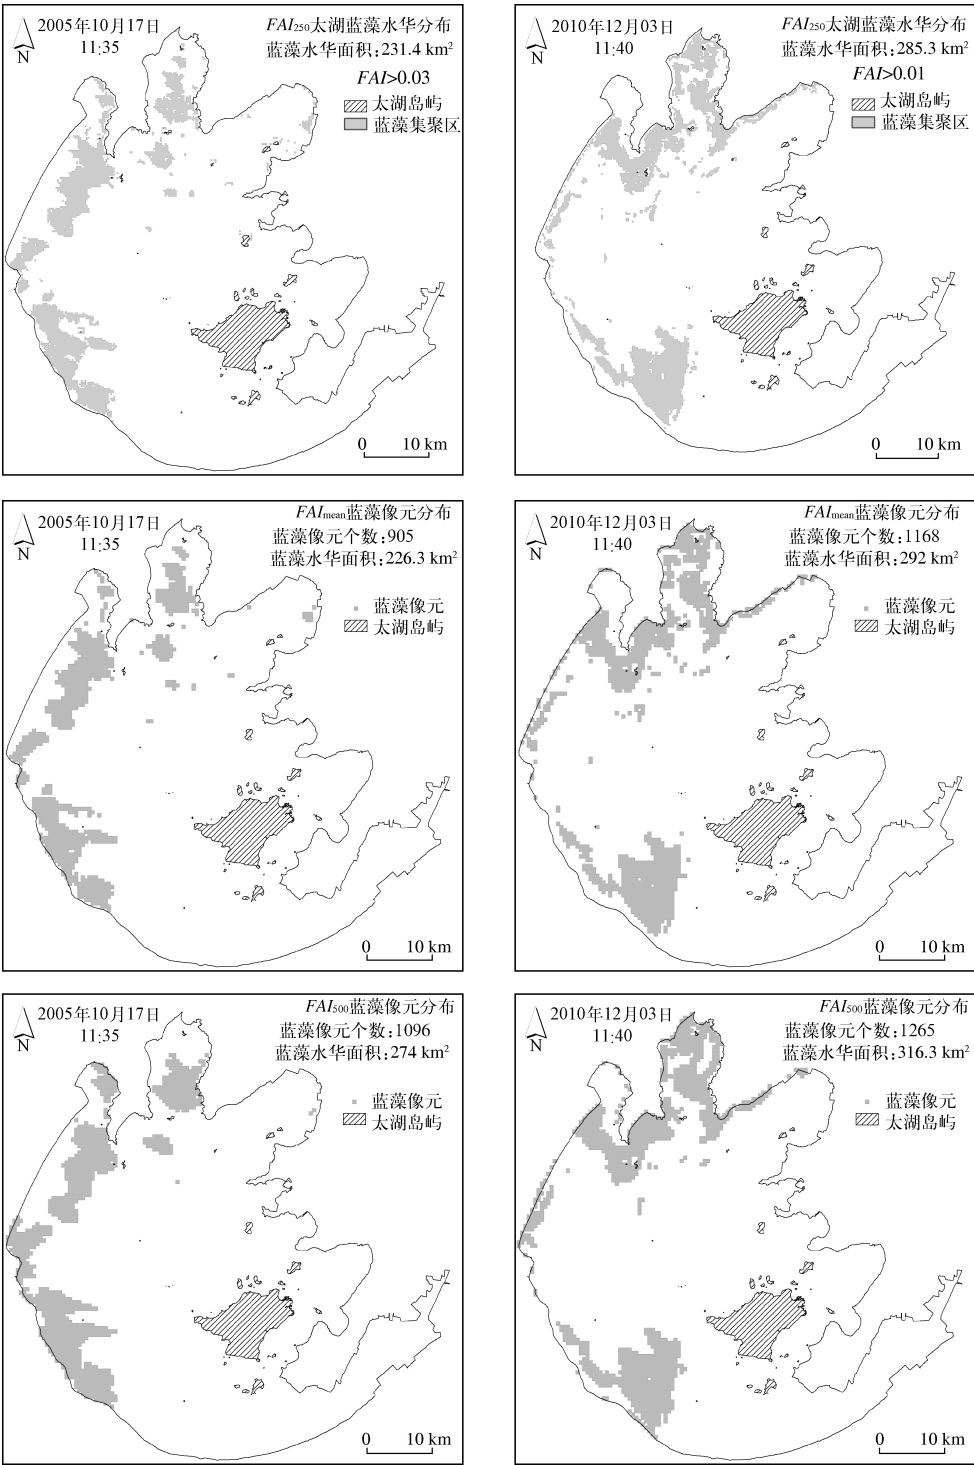 2005年10月17日
11:35
FAI250太湖蓝藻水华分布
蓝藻水华面积:231.4 km2
FAI>0.03
太湖岛屿
蓝藻集聚区
N
0 10 km
2010年12月03日
11:40
FAI250太湖蓝藻水华分布
蓝藻水华面积:285.3 km2
FAI>0.01
太湖岛屿
蓝藻集聚区
N
0 10 km
2005年10月17日
11:35
FAImean蓝藻像元分布
蓝藻像元个数:905
蓝藻水华面积:226.3 km2
蓝藻像元
太湖岛屿
N
0 10 km
2010年12月03日
11:40
FAImean蓝藻像元分布
蓝藻像元个数:1168
蓝藻水华面积:292 km2
蓝藻像元
太湖岛屿
N
0 10 km
2005年10月17日
11:35
FAI500蓝藻像元分布
蓝藻像元个数:1096
蓝藻水华面积:274 km2
蓝藻像元
太湖岛屿
N
0 10 km
2010年12月03日
11:40
FAI500蓝藻像元分布
蓝藻像元个数:1265
蓝藻水华面积:316.3 km2
蓝藻像元
太湖岛屿
N
0 10 km